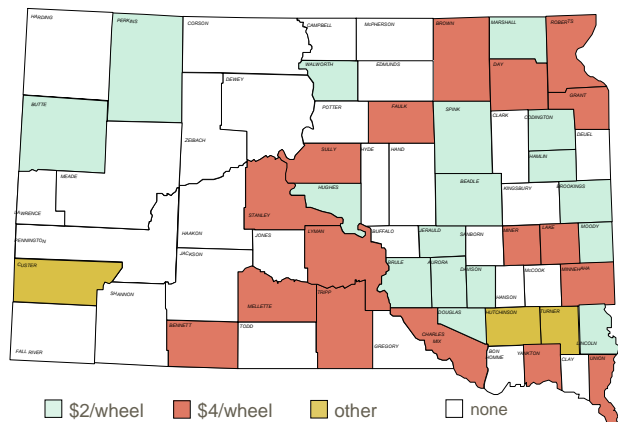 HARDING
PERKINS
CORSON
CAMPBELL
McPHERSON
BROWN
MARSHALL
ROBERTS
WALWORTH
EDMUNDS
DAY
DEWEY
GRANT
BUTTE
POTTER
FAULK
SPINK
CLARK
CODINGTON
DEUEL
ZEIBACH
SULLY
HYDE
HAND
HAMLIN
MEADE
BEADLE
KINGSBURY
BROOKINGS
HUGHES
LAWRENCE
STANLEY
HAAKON
JONES
LYMAN
BUFFALO
JERAULD
SANBORN
MINER
LAKE
MOODY
PENNINGTON
JACKSON
CUSTER
BRULE
AURORA
DAVISON
McCOOK
MINNEHAHA
SHANNON
MELLETTE
TRIPP
HANSON
DOUGLAS
HUTCHINSON
TURNER
BENNETT
TODD
GREGORY
CHARLES
MIX
LINCOLN
FALL RIVER
BON
HOMME
YANKTON
CLAY
UNION
$2/wheel
$4/wheel
other
none